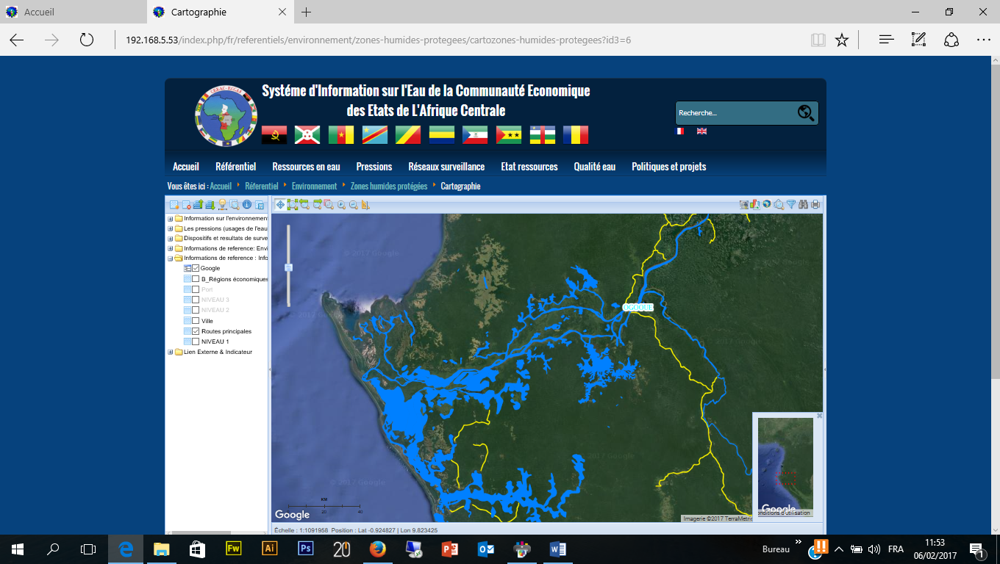 Accueil
Cartographie
192.168.5.53/index.php/fr/referentiels/environnement/zones-humides-protegees/cartozones-humides-protegees?id3=6
CEEAC-ECCAS
Systéme d'Information sur l'Eau de la Communauté Economique
des Etats de L'Afrique Centrale
Recherche...
Accueil Référentiel Ressources en eau Pressions Réseaux surveillance Etat ressources Qualité eau Politiques et projets
Vous êtes ici : Accueil Réferentiel Environnement Zones humides protégées Cartographie
Information sur l'environnement
Les pressions (usages de l'eau
Dispositifs et resultats de surve
Informations de reference: Envi
Informations de reference : Info
Google
B_Régions économiques
Port
NIVEAU 3
NIVEAU 2
Ville
Routes principales
NIVEAU 1
Lien Externe & Indicateur
© 2017 Google
© 2017 Google
OGOOUE
© 2017 Google
© 2017 Google
© 2017 Google
KM
0 20 40
Google
Google
Conditions d'utilisation
Imagerie ©2017 TerraMetric
Échelle : 1:1091958 Position : Lat -0.924827 | Lon 9.823425
Fw
Ai
Ps
20
Bureau
FRA
11:53
06/02/2017
1